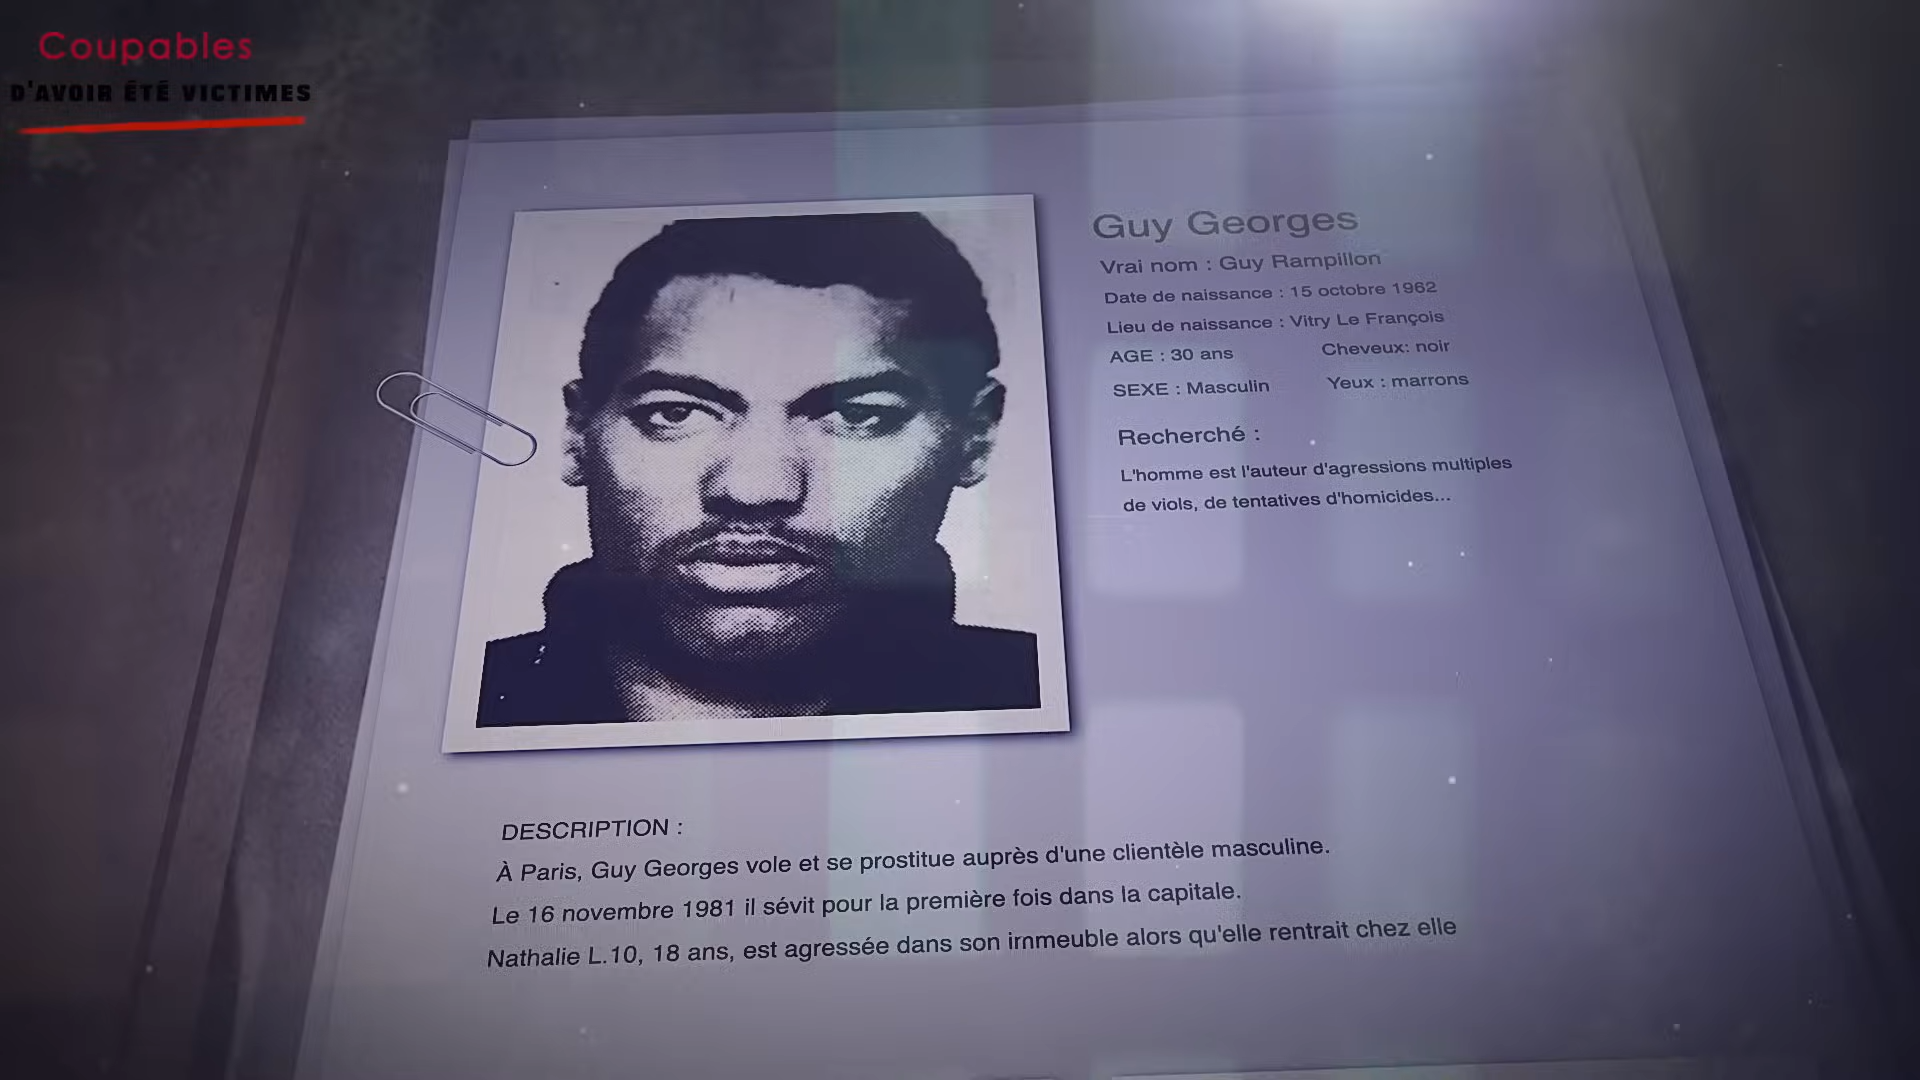 Coupables
D'AVOIR ÉTÉ VICTIMES
Guy Georges
Vrai nom : Guy Rampillon
Date de naissance : 15 octobre 1962
Lieu de naissance : Vitry Le François
AGE : 30 ans Cheveux: noir
SEXE : Masculin Yeux : marrons
Recherché :
L'homme est l'auteur d'agressions multiples
de viols, de tentatives d'homicides...
DESCRIPTION :
À Paris, Guy Georges vole et se prostitue auprès d'une clientèle masculine.
Le 16 novembre 1981 il sévit pour la première fois dans la capitale.
Nathalie L.10, 18 ans, est agressée dans son irnmeuble alors qu'elle rentrait chez elle